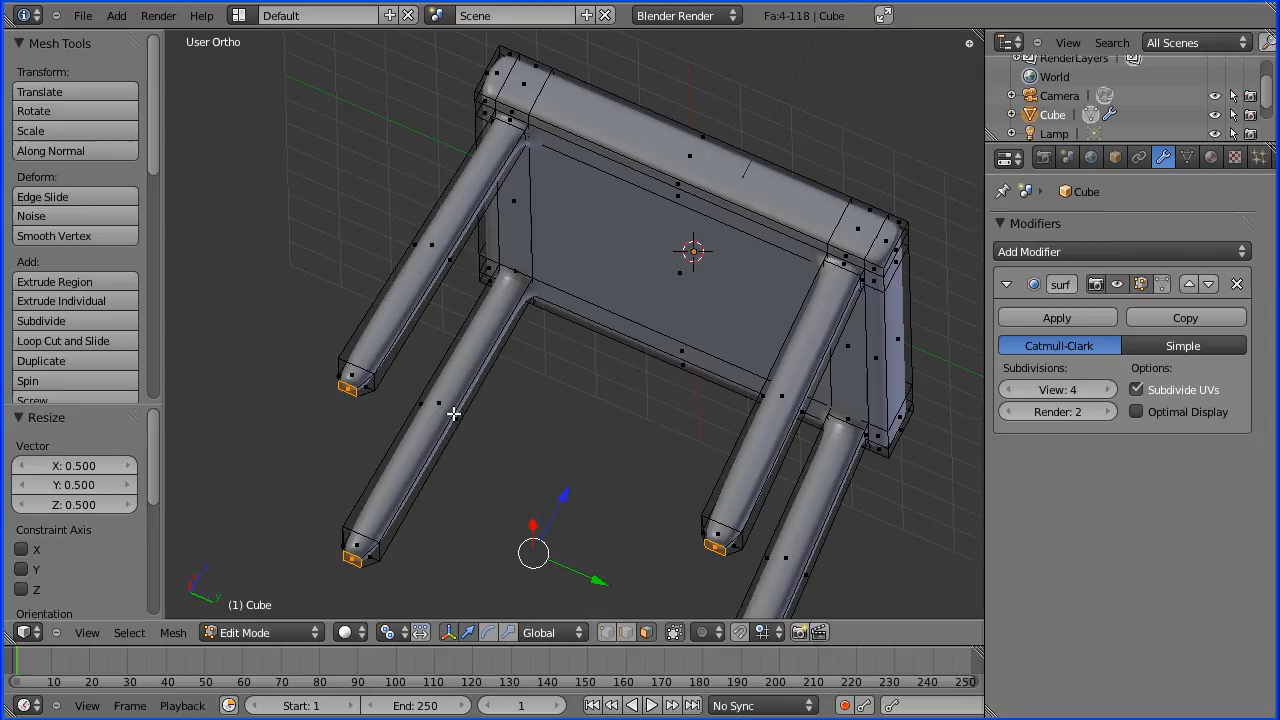 File Add Render Help Default Scene Blender Render Fa:4-118 | Cube
Mesh Tools
Transform:
Translate
Rotate
Scale
Along Normal
Deform:
Edge Slide
Noise
Smooth Vertex
Add:
Extrude Region
Extrude Individual
Subdivide
Loop Cut and Slide
Duplicate
Spin
Screw
Resize
Vector
X: 0.500
Y: 0.500
Z: 0.500
Constraint Axis
X
Y
Z
Orientation
User Ortho
z
y
(1) Cube
View Search All Scenes
RenderLayers
World
Camera
Cube
Lamp
Cube
Modifiers
Add Modifier
surf
Apply Copy
Catmull-Clark Simple
Subdivisions: Options:
View: 4 Subdivide UVs
Render: 2 Optimal Display
View Select Mesh Edit Mode Global
10 20 30 40 50 60 70 80 90 100 110 120 130 140 150 160 170 180 190 200 210 220 230 240 250
View Frame Playback Start: 1 End: 250 1 No Sync